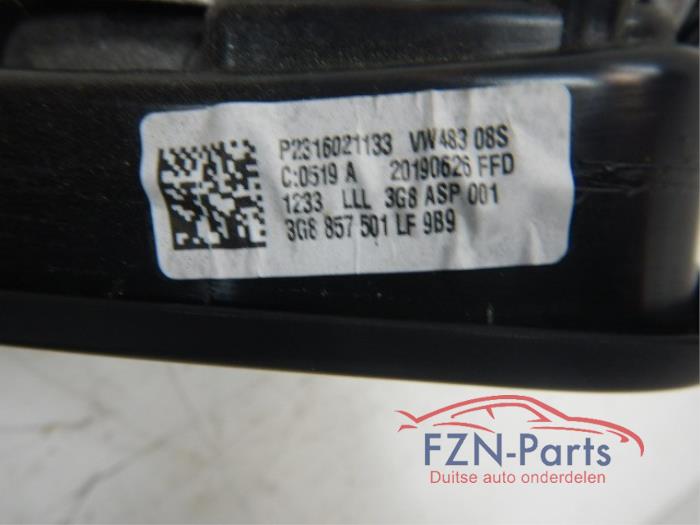 P2316021133 VW483 08S
C:0519 A 20190626 FFD
1233 LLL 3G8 ASP 001
3G8 857 501 LF 9B9
FZN-Parts
Duitse auto onderdelen